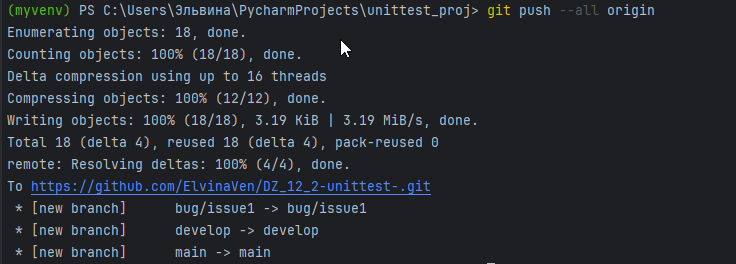 (myvenv) PS C:\Users\Эльвина\PycharmProjects\unittest_proj> git push --all origin
Enumerating objects: 18, done.
Counting objects: 100% (18/18), done.
Delta compression using up to 16 threads
Compressing objects: 100% (12/12), done.
Writing objects: 100% (18/18), 3.19 KiB | 3.19 MiB/s, done.
Total 18 (delta 4), reused 18 (delta 4), pack-reused 0
remote: Resolving deltas: 100% (4/4), done.
To https://github.com/ElvinaVen/DZ_12_2-unittest-.git
 * [new branch]      bug/issue1 -> bug/issue1
 * [new branch]      develop -> develop
 * [new branch]      main -> main